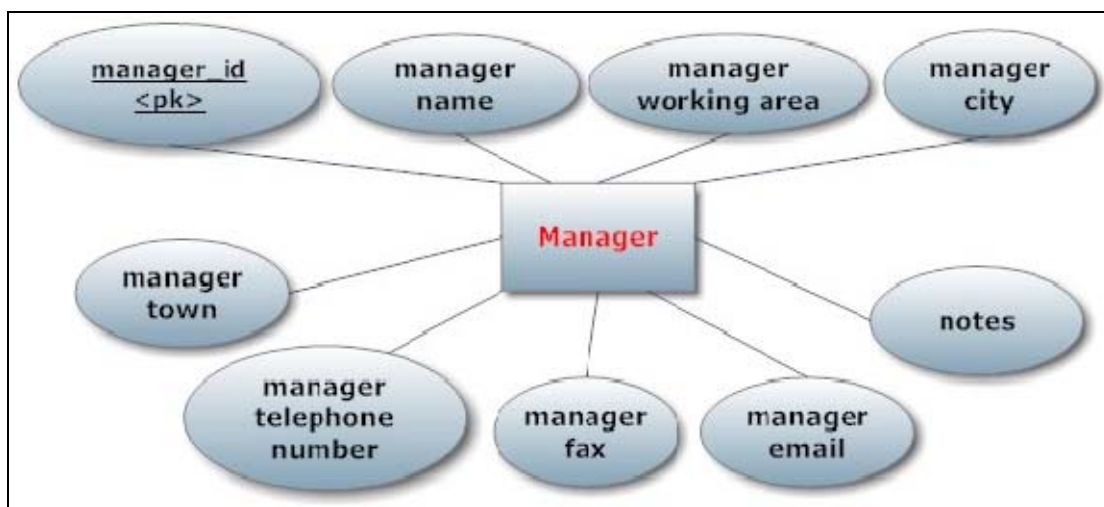 manager_id
<pk>
manager
name
manager
working area
manager
city
Manager
manager
town
notes
manager
telephone
number
manager
fax
manager
email